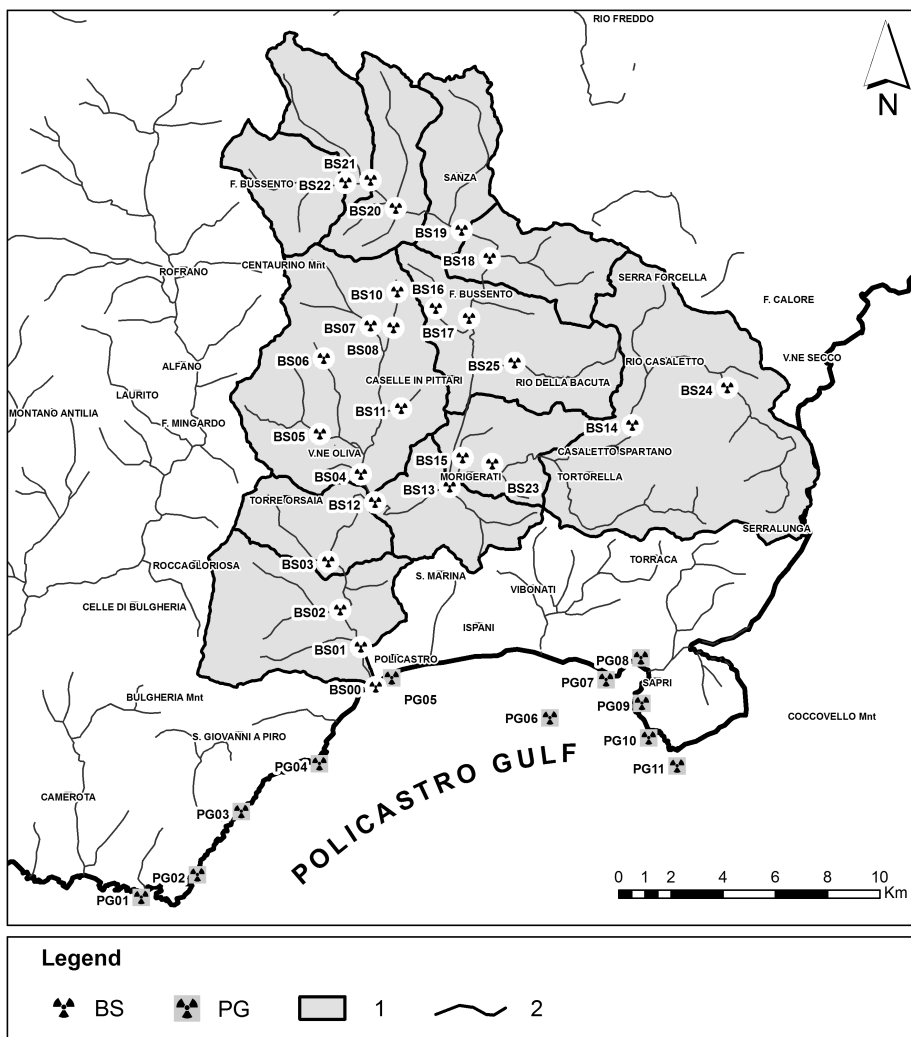 RIO FREDDO
N
BS21
F. BUSSENTO
BS22
SANZA
BS20
BS19
BS18
ROFRANO
CENTAURINO Mnt
SERRA FORCELLA
BS10
BS16
F. BUSSENTO
F. CALORE
BS07
BS17
BS08
BS06
V.NE SECCO
ALFANO
BS25
RIO CASALETTO
CASELLE IN PITTARI
RIO DELLA BACUTA
BS24
LAURITO
MONTANO ANTILIA
BS11
F. MINGARDO
BS14
BS05
V.NE OLIVA
CASALETTO SPARTANO
BS15
BS04
MORIGERATI
TORTORELLA
BS13
BS23
TORRE ORSAIA
BS12
SERRALUNGA
ROCCAGLORIOSA
BS03
TORRACA
S. MARINA
VIBONATI
CELLE DI BULGHERIA
BS02
ISPANI
BS01
POLICASTRO
PG08
BS00
PG07
SAPRI
BULGHERIA Mnt
PG05
PG09
PG06
COCCOVELLO Mnt
S. GIOVANNI A PIRO
PG10
PG04
PG11
POLICASTRO GULF
CAMEROTA
PG03
PG02
PG01
0 1 2 4 6 8 10
Km
Legend
BS PG 1 2